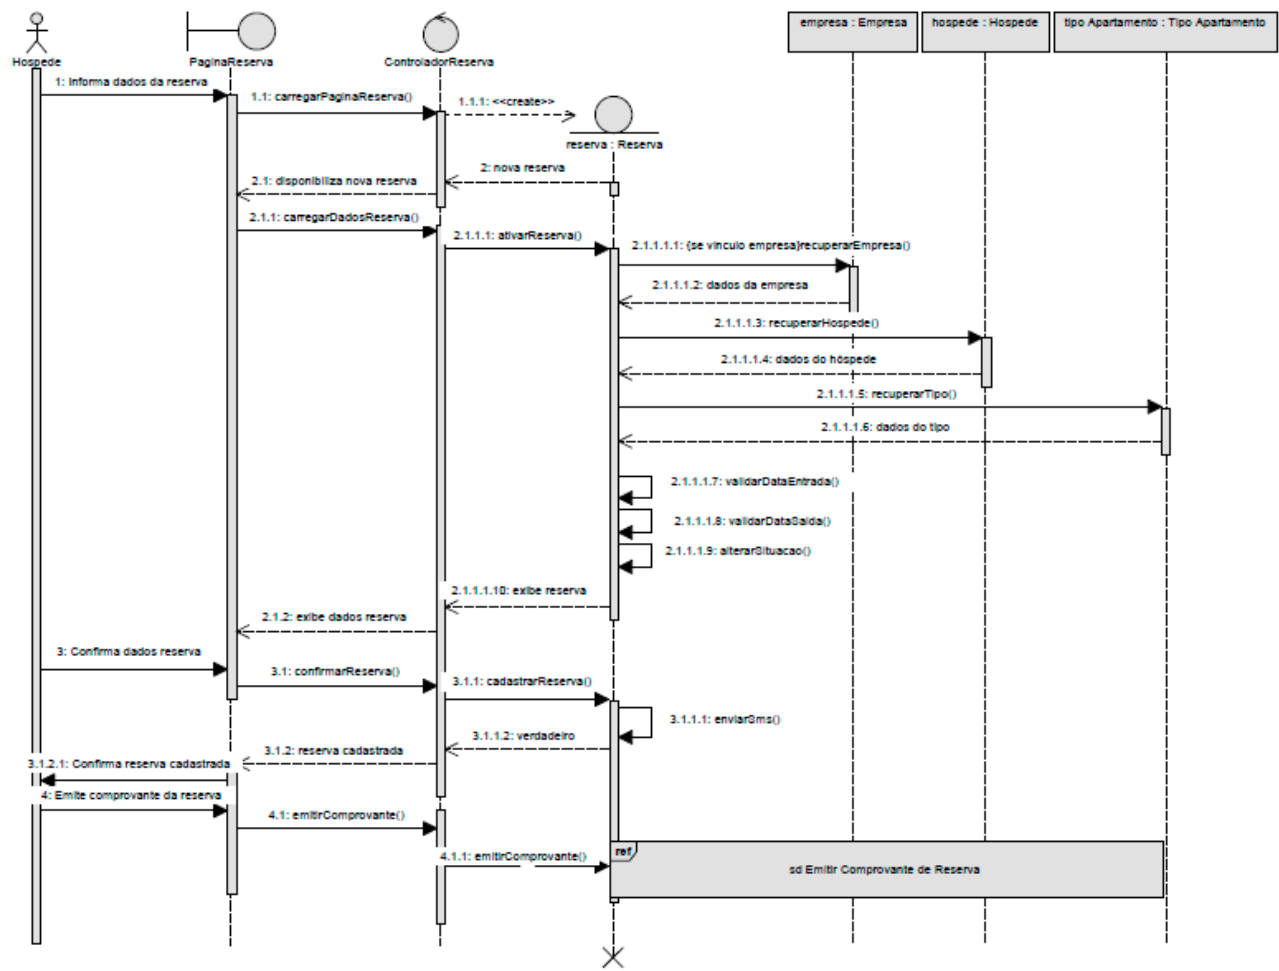 empresa : Empresa
hospede : Hospede
tipo Apartamento : Tipo Apartamento
Hospede
PaginaReserva
ControladorReserva
1: Informa dados da reserva
1.1: carregarPaginaReserva()
1.1.1: <<create>>
reserva : Reserva
2: nova reserva
2.1: disponibiliza nova reserva
2.1.1: carregarDadosReserva()
2.1.1.1: ativarReserva()
2.1.1.1.1: {se vinculo empresa}recuperarEmpresa()
2.1.1.1.2: dados da empresa
2.1.1.1.3: recuperarHospede()
2.1.1.1.4: dados do hóspede
2.1.1.1.5: recuperarTipo()
2.1.1.1.6: dados do tipo
2.1.1.1.7: validarDataEntrada()
2.1.1.1.8: validarDataSaida()
2.1.1.1.9: alterarSituacao()
2.1.1.1.10: exibe reserva
2.1.2: exibe dados reserva
3: Confirma dados reserva
3.1: confirmarReserva()
3.1.1: cadastrarReserva()
3.1.1.1: enviarSms()
3.1.1.2: verdadeiro
3.1.2: reserva cadastrada
3.1.2.1: Confirma reserva cadastrada
4: Emite comprovante da reserva
4.1: emitirComprovante()
4.1.1: emitirComprovante()
ref
sd Emitir Comprovante de Reserva